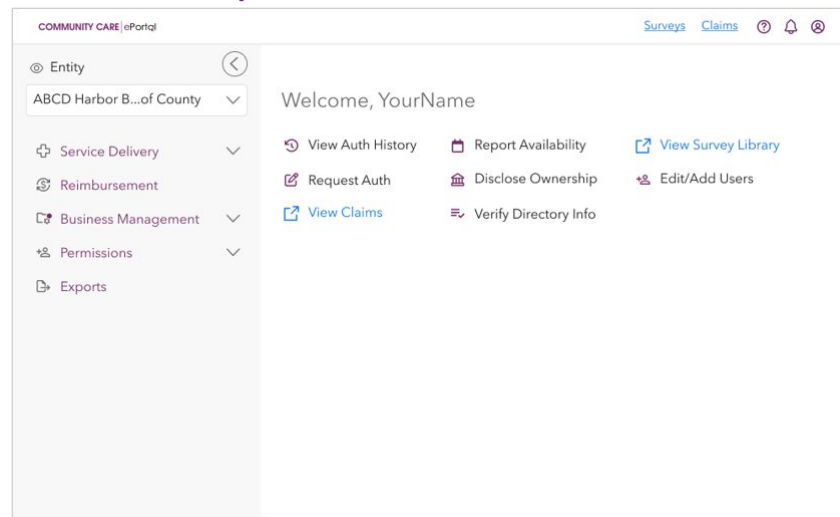 COMMUNITY CARE | ePortal
Surveys Claims
Entity
ABCD Harbor B...of County
Service Delivery
Reimbursement
Business Management
Permissions
Exports
Welcome, YourName
View Auth History Report Availability View Survey Library
Request Auth Disclose Ownership Edit/Add Users
View Claims Verify Directory Info